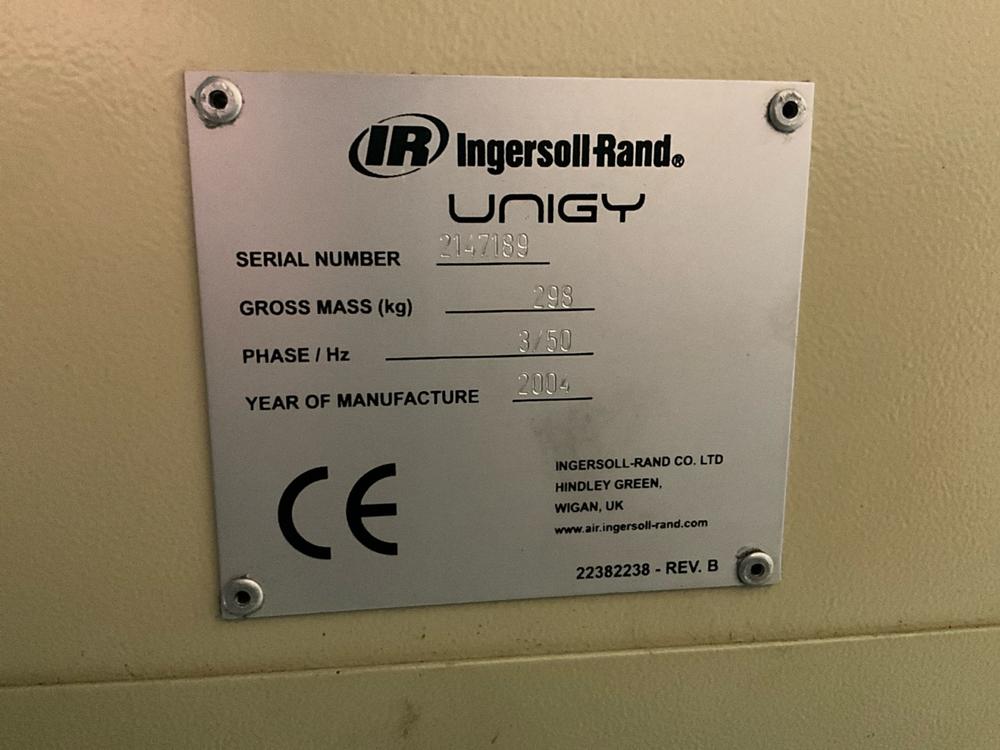 IR Ingersoll-Rand®
UNIGY
SERIAL NUMBER 2147189
GROSS MASS (kg) 298
PHASE / Hz 3/50
YEAR OF MANUFACTURE 2004
CE
INGERSOLL-RAND CO. LTD
HINDLEY GREEN,
WIGAN, UK
www.air.ingersoll-rand.com
22382238 - REV. B